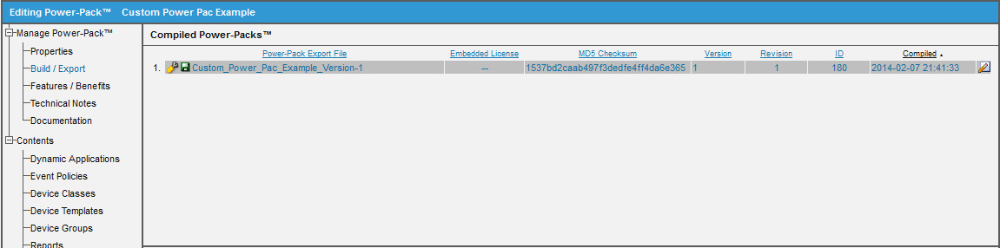 Editing Power-Pack™ Custom Power Pac Example
Manage Power-Pack™
Properties
Build / Export
Features / Benefits
Technical Notes
Documentation
Contents
Dynamic Applications
Event Policies
Device Classes
Device Templates
Device Groups
Reports
Compiled Power-Packs™
Power-Pack Export File Embedded License MD5 Checksum Version Revision ID Compiled
1. Custom_Power_Pac_Example_Version-1 -- 1537bd2caab497f3dedfe4ff4da6e365 1 1 180 2014-02-07 21:41:33